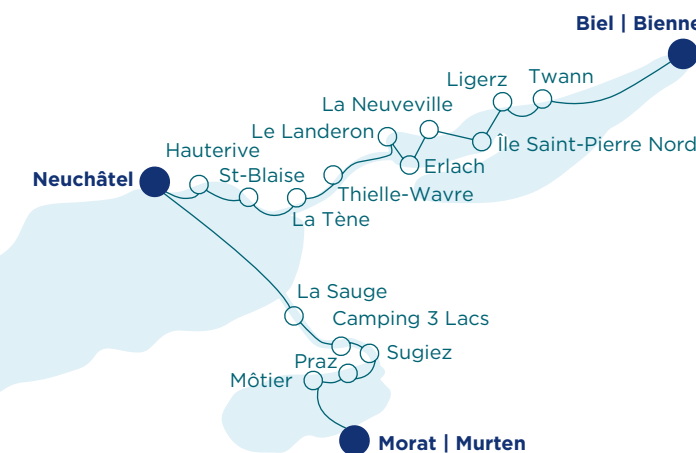 Biel | Bienne
Ligerz
Twann
La Neuveville
Le Landeron
Île Saint-Pierre Nord
Hauterive
Erlach
St-Blaise
Neuchâtel
Thielle-Wavre
La Tène
La Sauge
Camping 3 Lacs
Sugiez
Praz
Môtier
Morat | Murten